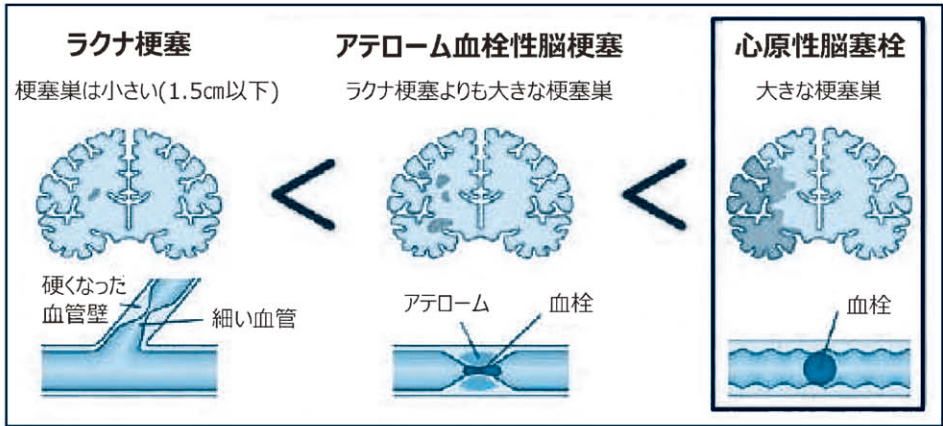 ラクナ梗塞
梗塞巣は小さい(1.5cm以下)
アテローム血栓性脳梗塞
ラクナ梗塞よりも大きな梗塞巣
心原性脳塞栓
大きな梗塞巣
<
<
硬くなった
血管壁
細い血管
アテローム
血栓
血栓